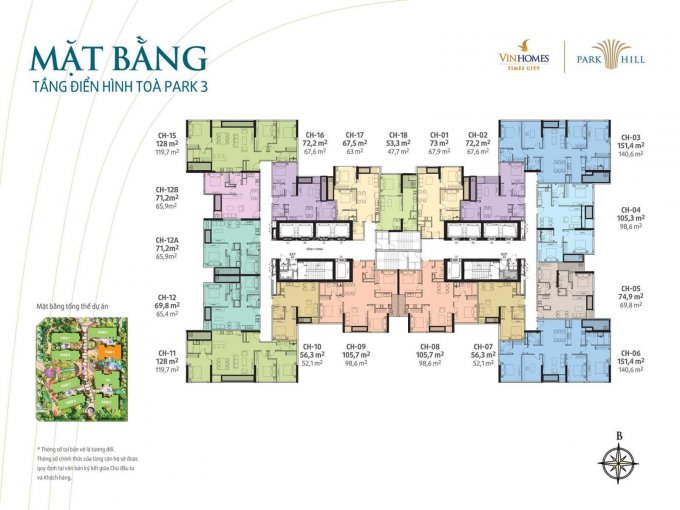 MẶT BẰNG
TẦNG ĐIỂN HÌNH TOÀ PARK 3
VINHOMES
TIMES CITY
PARK HILL
CH-15
128 m²
119,7 m²
CH-16
72,2 m²
67,6 m²
CH-17
67,5 m²
63 m²
CH-18
53,3 m²
47,7 m²
CH-01
73 m²
67,9 m²
CH-02
72,2 m²
67,6 m²
CH-03
151,4 m²
140,6 m²
CH-12B
71,2m²
65,9m²
CH-04
105,3 m²
98,6 m²
CH-12A
71,2m²
65,9m²
CH-12
69,8 m²
65,4 m²
CH-05
74,9 m²
69,8 m²
CH-11
128 m²
119,7 m²
CH-10
56,3 m²
52,1 m²
CH-09
105,7 m²
98,6 m²
CH-08
105,7 m²
98,6 m²
CH-07
56,3 m²
52,1 m²
CH-06
151,4 m²
140,6 m²
Mặt bằng tổng thể dự án
* Thông số tại bản vẽ là tương đối.
Thông số chính thức của từng căn hộ sẽ được
quy định tại văn bản ký kết giữa Chủ đầu tư
và Khách hàng.
B